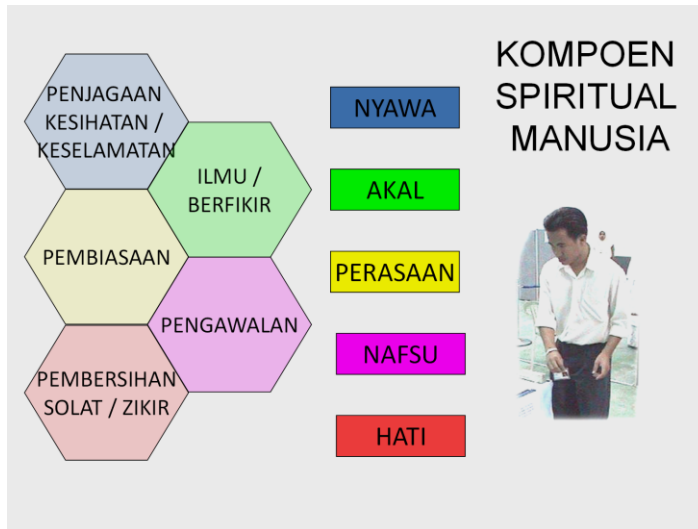 KOMPOEN
SPIRITUAL
MANUSIA
PENJAGAAN
KESIHATAN /
KESELAMATAN
ILMU /
BERFIKIR
PEMBIASAAN
PENGAWALAN
PEMBERSIHAN
SOLAT / ZIKIR
NYAWA
AKAL
PERASAAN
NAFSU
HATI